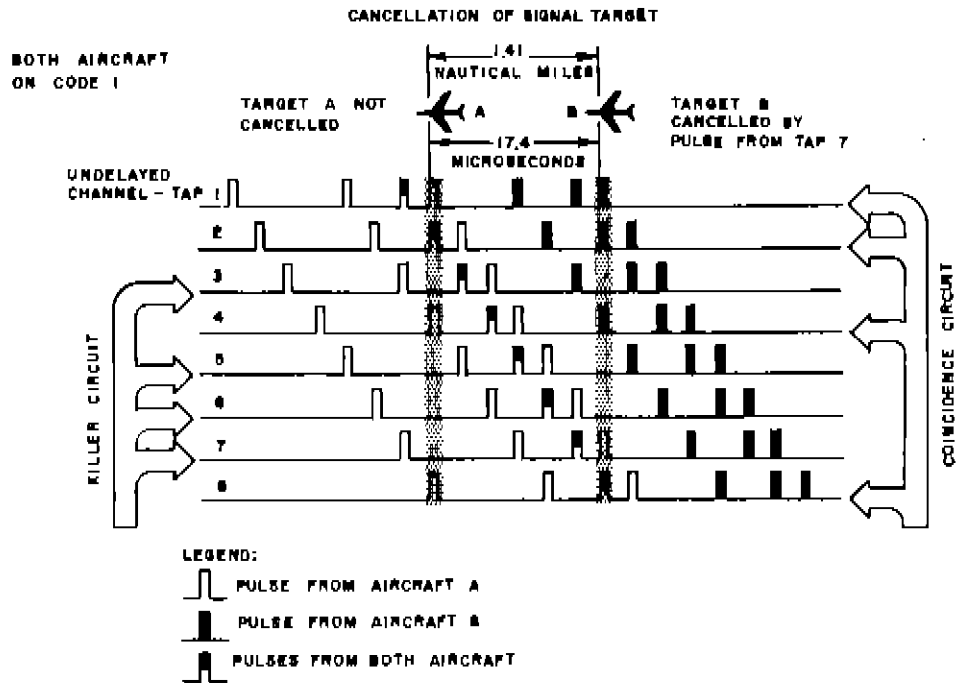 CANCELLATION OF SIGNAL TARGET
BOTH AIRCRAFT
ON CODE 1
1.41
NAUTICAL MILES
TARGET A NOT
CANCELLED
A
B
TARGET B
CANCELLED BY
PULSE FROM TAP 7
17.4
MICROSECONDS
UNDELAYED
CHANNEL-TAP 1
2
3
4
5
6
7
8
KILLER CIRCUIT
COINCIDENCE CIRCUIT
LEGEND:
PULSE FROM AIRCRAFT A
PULSE FROM AIRCRAFT B
PULSES FROM BOTH AIRCRAFT